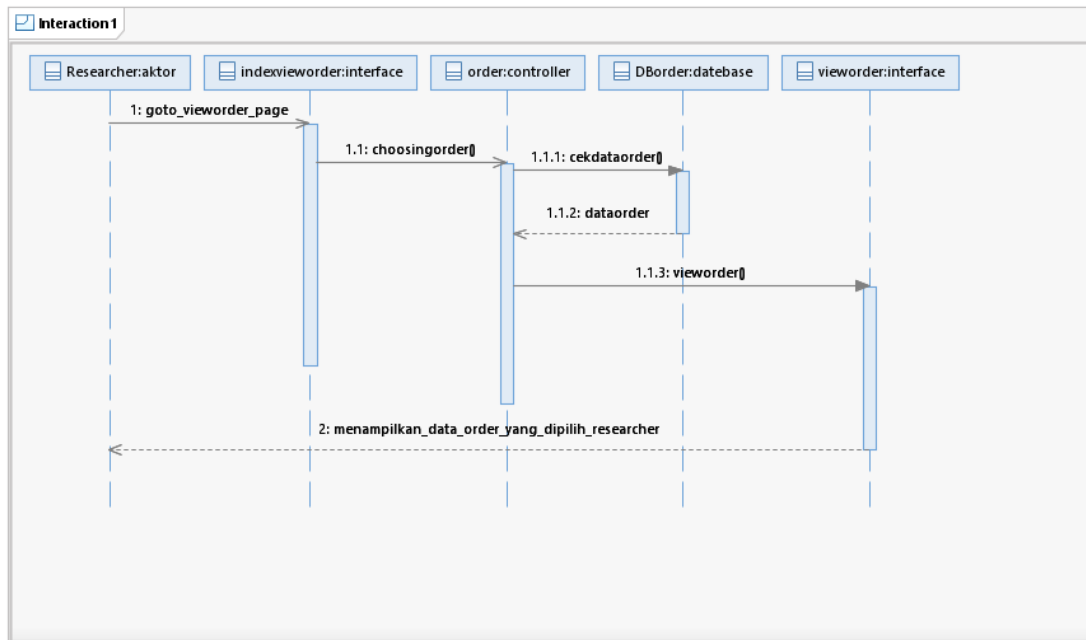 Interaction1
Researcher:aktor
indexvieworder:interface
order:controller
DBorder:datebase
vieworder:interface
1: goto_vieworder_page
1.1: choosingorder()
1.1.1: cekdataorder()
1.1.2: dataorder
1.1.3: vieworder()
2: menampilkan_data_order_yang_dipilih_researcher